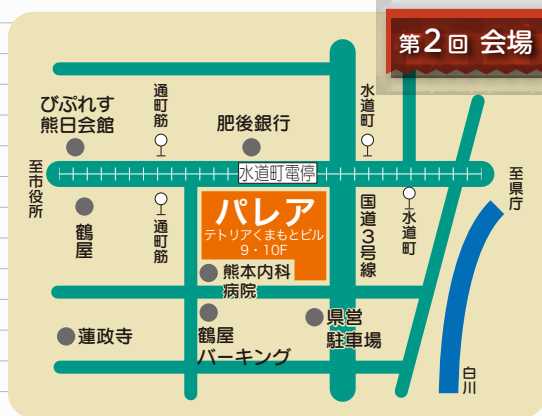 第2回 会場
びぷれす
熊日会館
通町筋
肥後銀行
水道町
至市役所
水道町電停
至県庁
鶴屋
通町筋
パレア
テトリアくまもとビル
9・10F
国道3号線
水道町
熊本内科
病院
蓮政寺
鶴屋
パーキング
県営
駐車場
白川